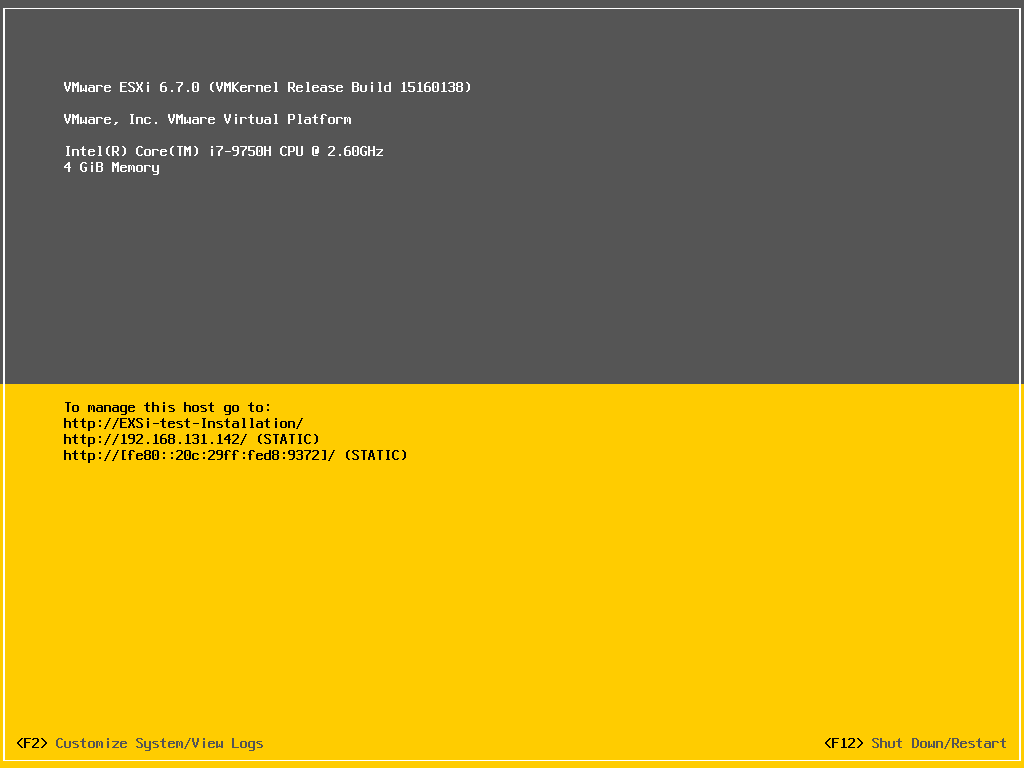 VMware ESXi 6.7.0 (VMKernel Release Build 15160138)
VMware, Inc. VMware Virtual Platform
Intel(R) Core(TM) i7-9750H CPU @ 2.60GHz
4 GiB Memory
To manage this host go to:
http://EXSi-test-Installation/
http://192.168.131.142/ (STATIC)
http://[fe80::20c:29ff:fed8:9372]/ (STATIC)
<F2> Customize System/View Logs
<F12> Shut Down/Restart